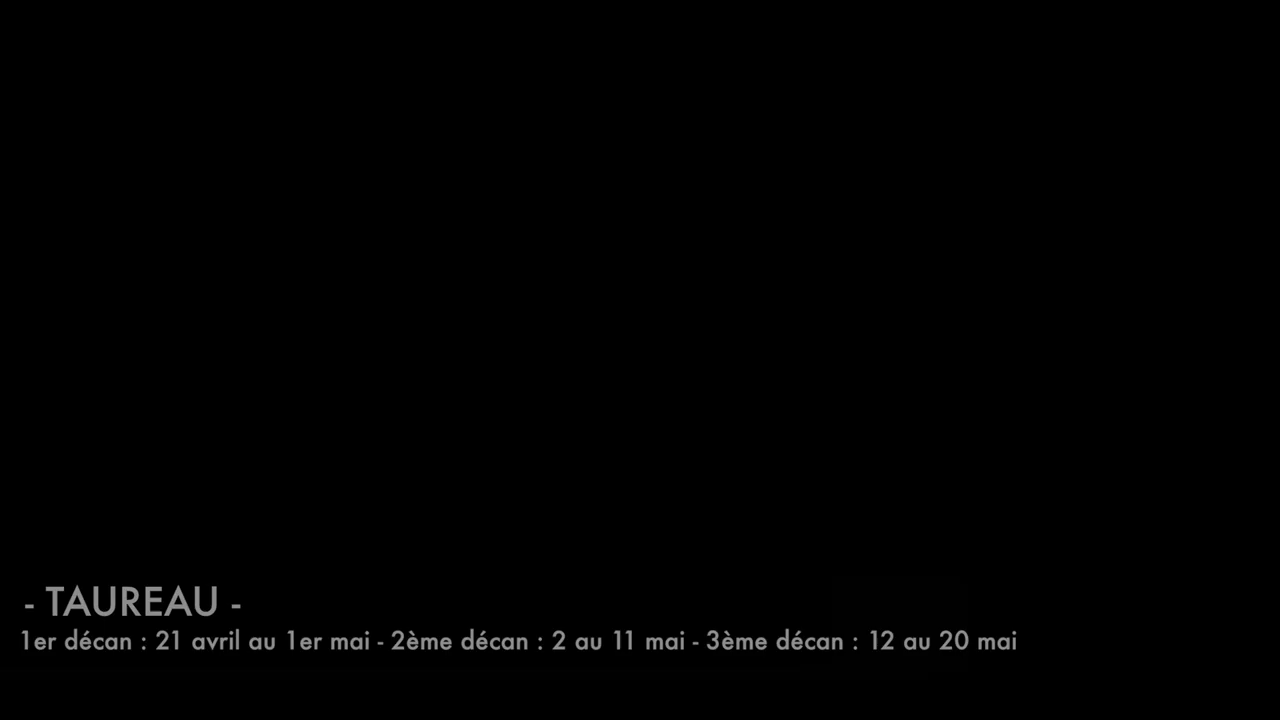 - TAUREAU -
1er décan : 21 avril au 1er mai - 2ème décan : 2 au 11 mai - 3ème décan : 12 au 20 mai